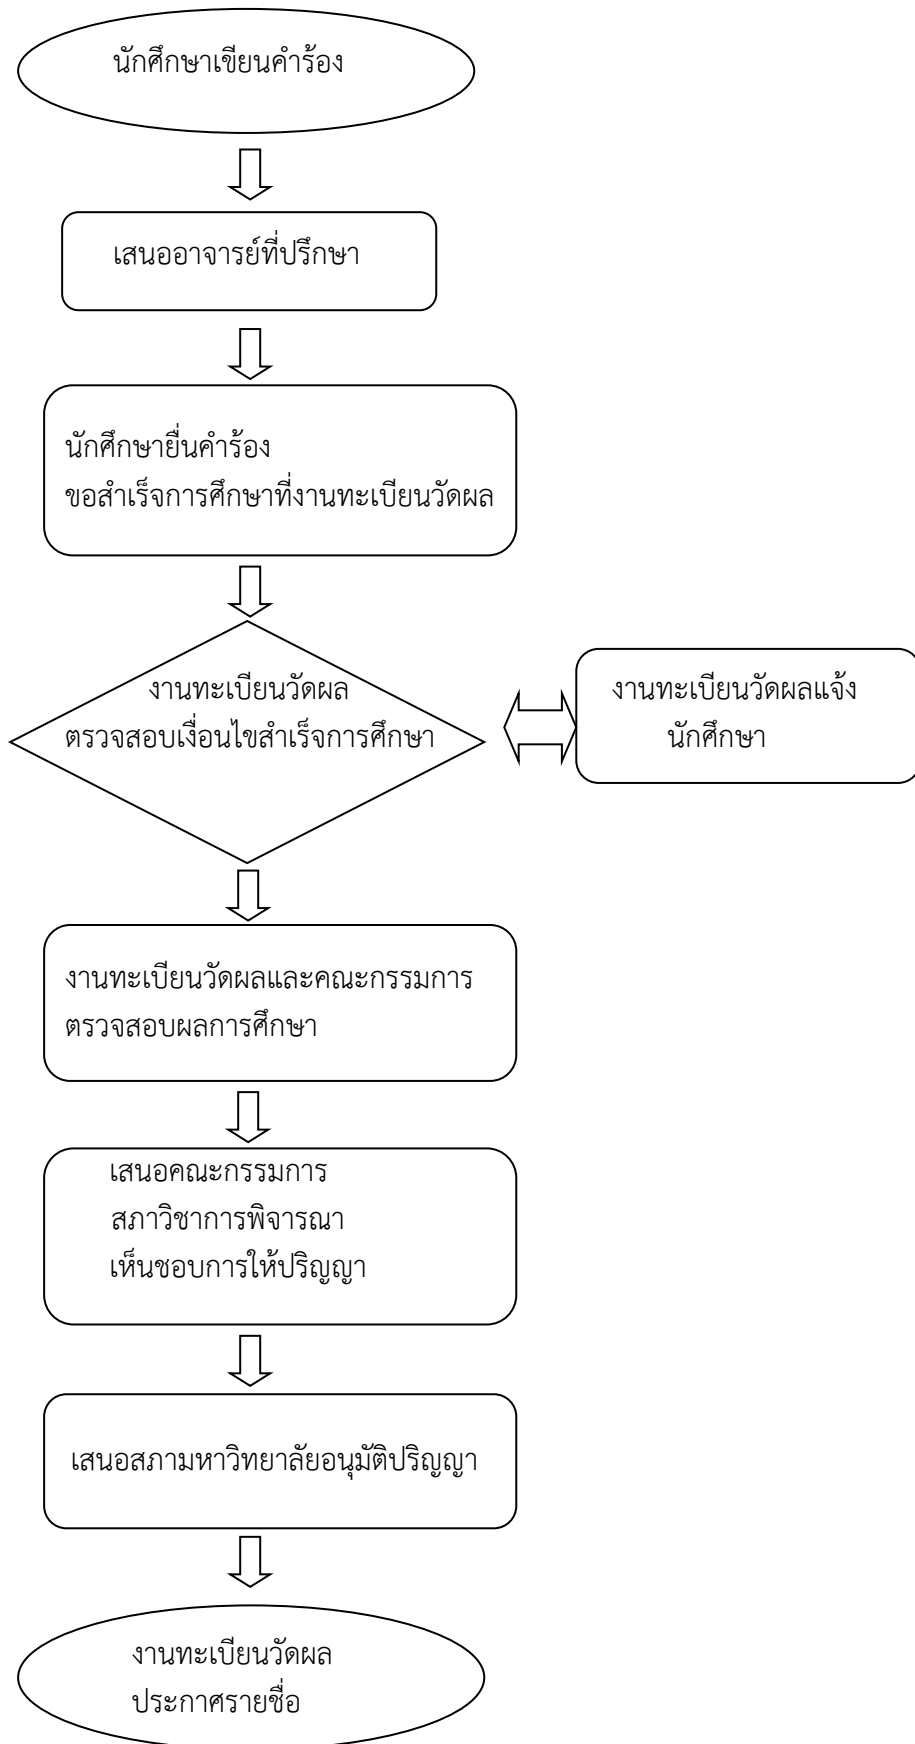 นักศึกษาเขียนคำร้อง
เสนออาจารย์ที่ปรึกษา
นักศึกษายื่นคำร้อง
ขอสำเร็จการศึกษาที่งานทะเบียนวัดผล
งานทะเบียนวัดผล
ตรวจสอบเงื่อนไขสำเร็จการศึกษา
งานทะเบียนวัดผลแจ้ง
นักศึกษา
งานทะเบียนวัดผลและคณะกรรมการ
ตรวจสอบผลการศึกษา
เสนอคณะกรรมการ
สภาวิชาการพิจารณา
เห็นชอบการให้ปริญญา
เสนอสภามหาวิทยาลัยอนุมัติปริญญา
งานทะเบียนวัดผล
ประกาศรายชื่อ